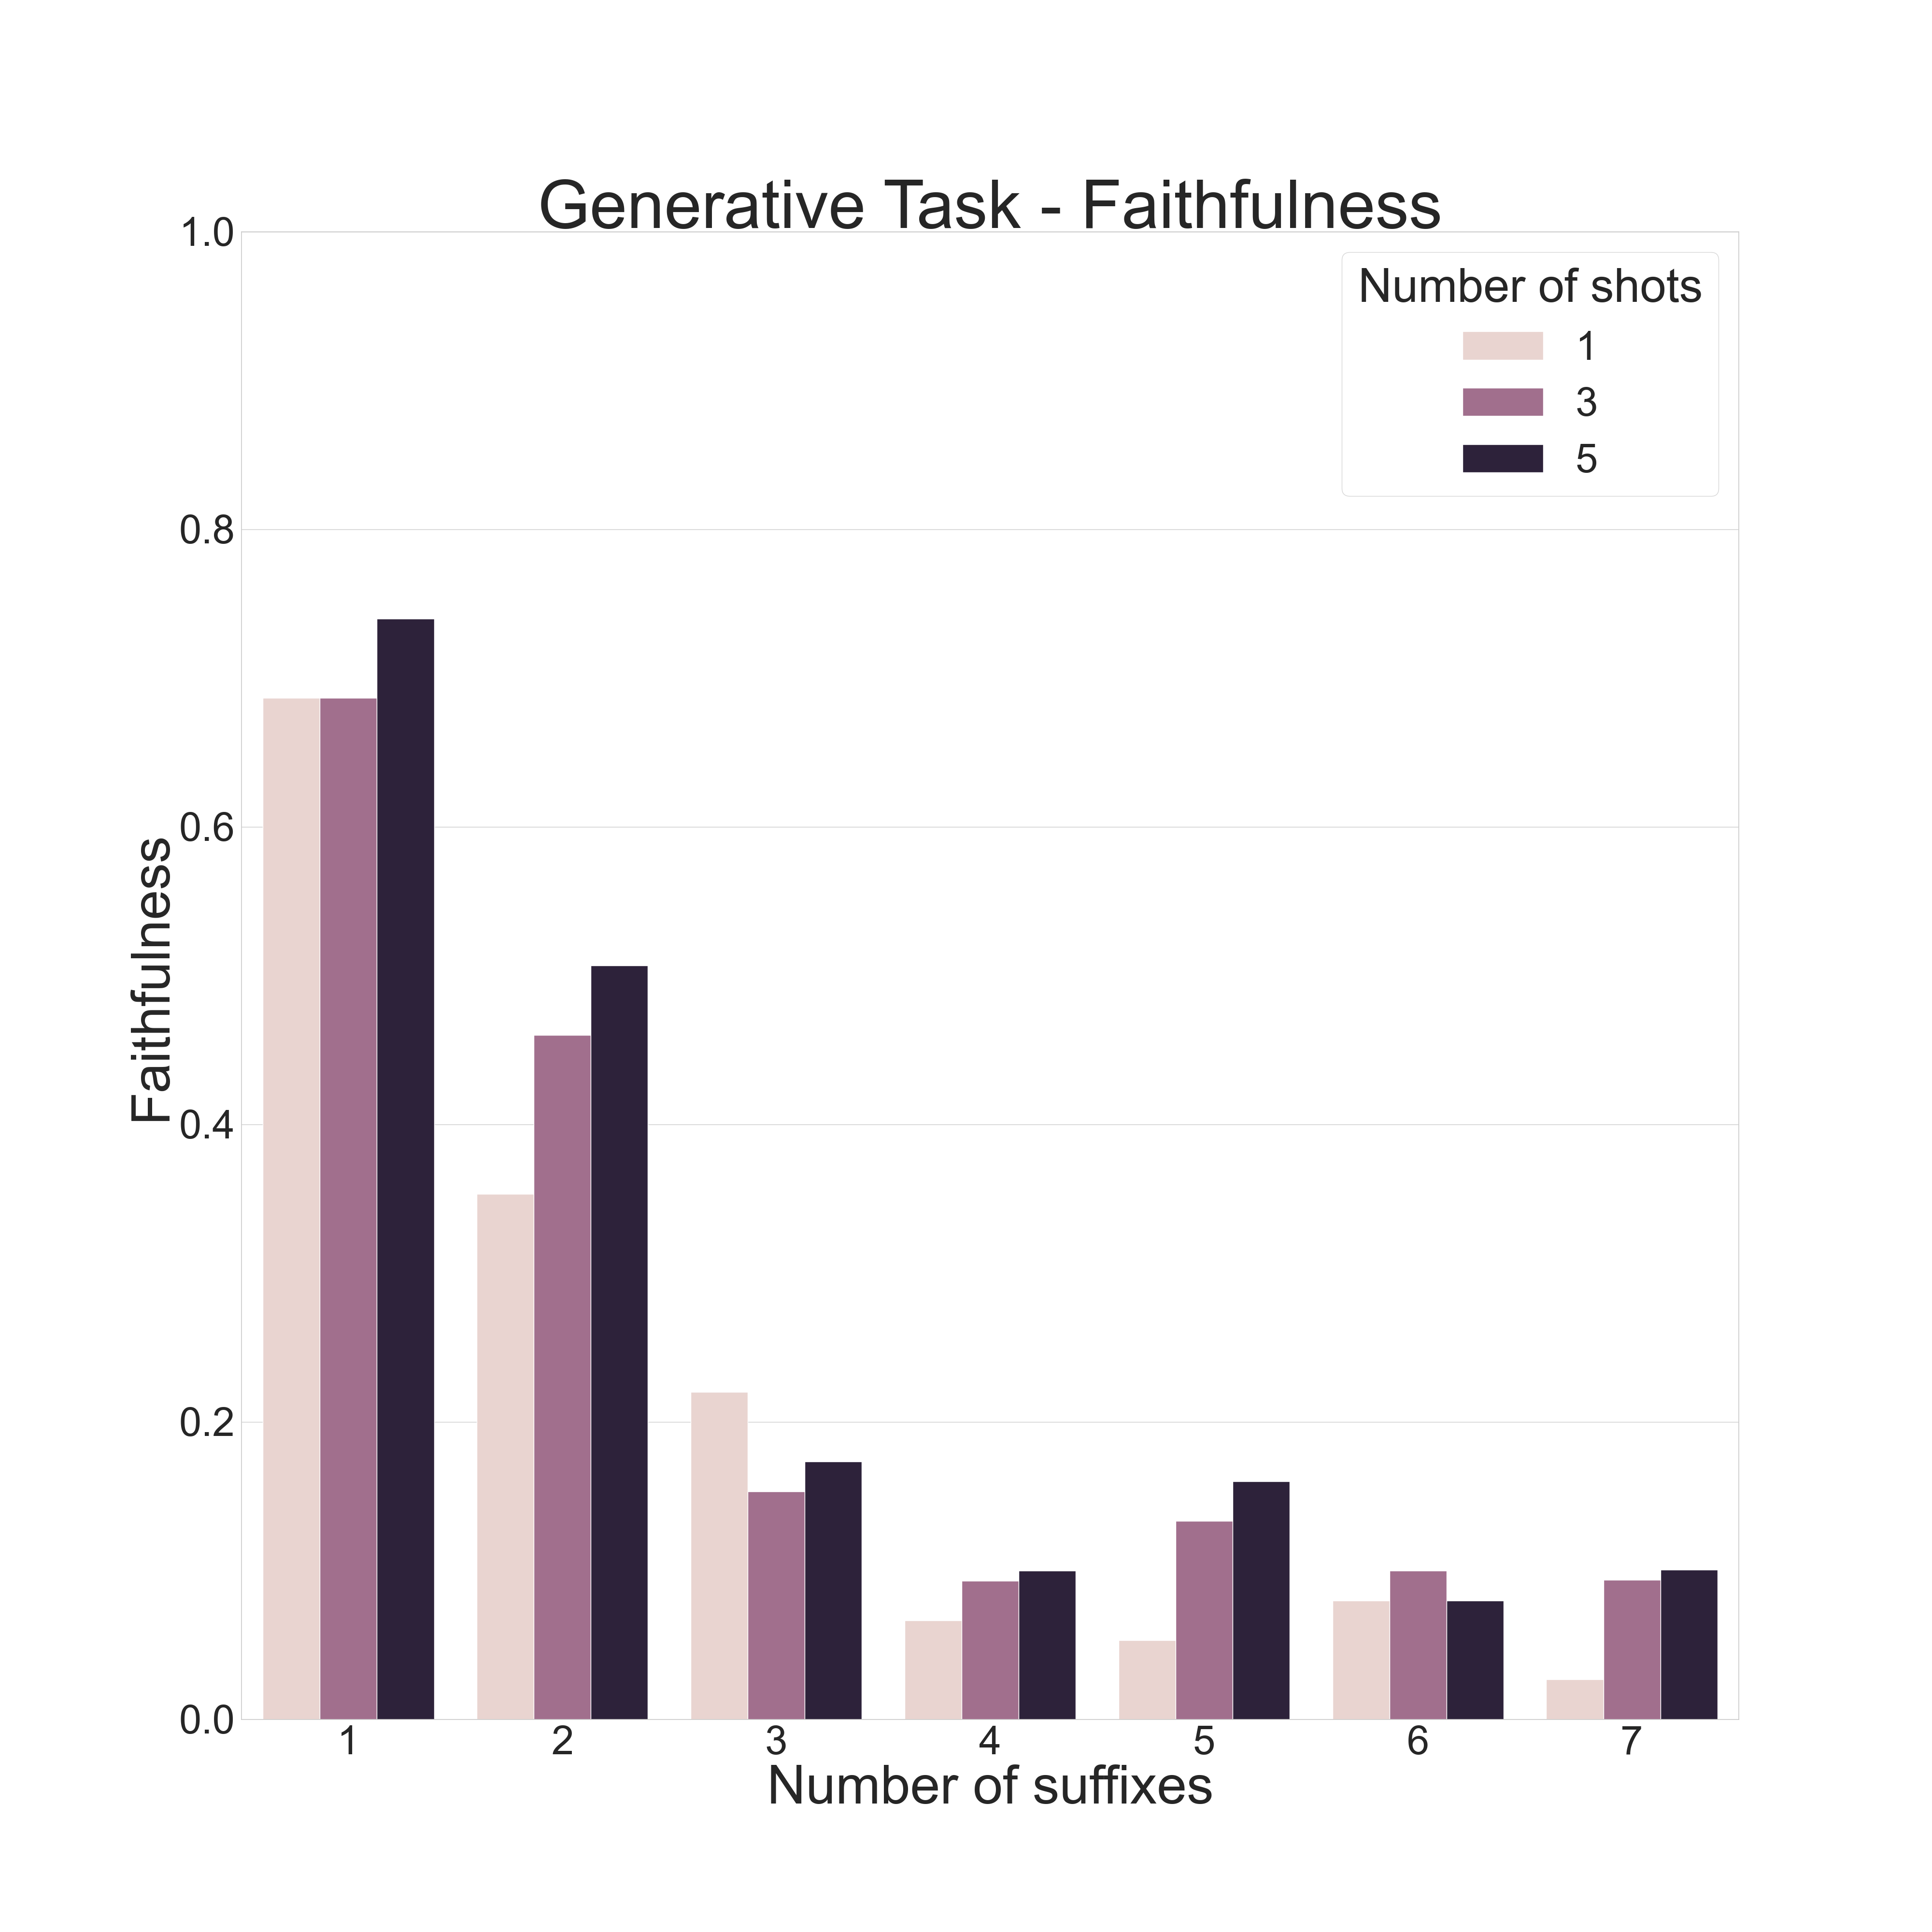 Generative Task - Faithfulness
Number of shots
1
3
5
1.0
0.8
0.6
0.4
0.2
0.0
Faithfulness
1 2 3 4 5 6 7
Number of suffixes